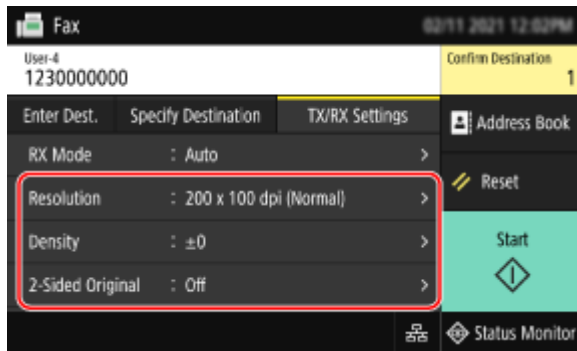 Fax
02/11 2021 12:02PM
User-4
1230000000
Confirm Destination
1
Enter Dest.
Specify Destination
TX/RX Settings
Address Book
RX Mode : Auto
Resolution : 200 x 100 dpi (Normal)
Reset
Density : ±0
Start
2-Sided Original : Off
Status Monitor